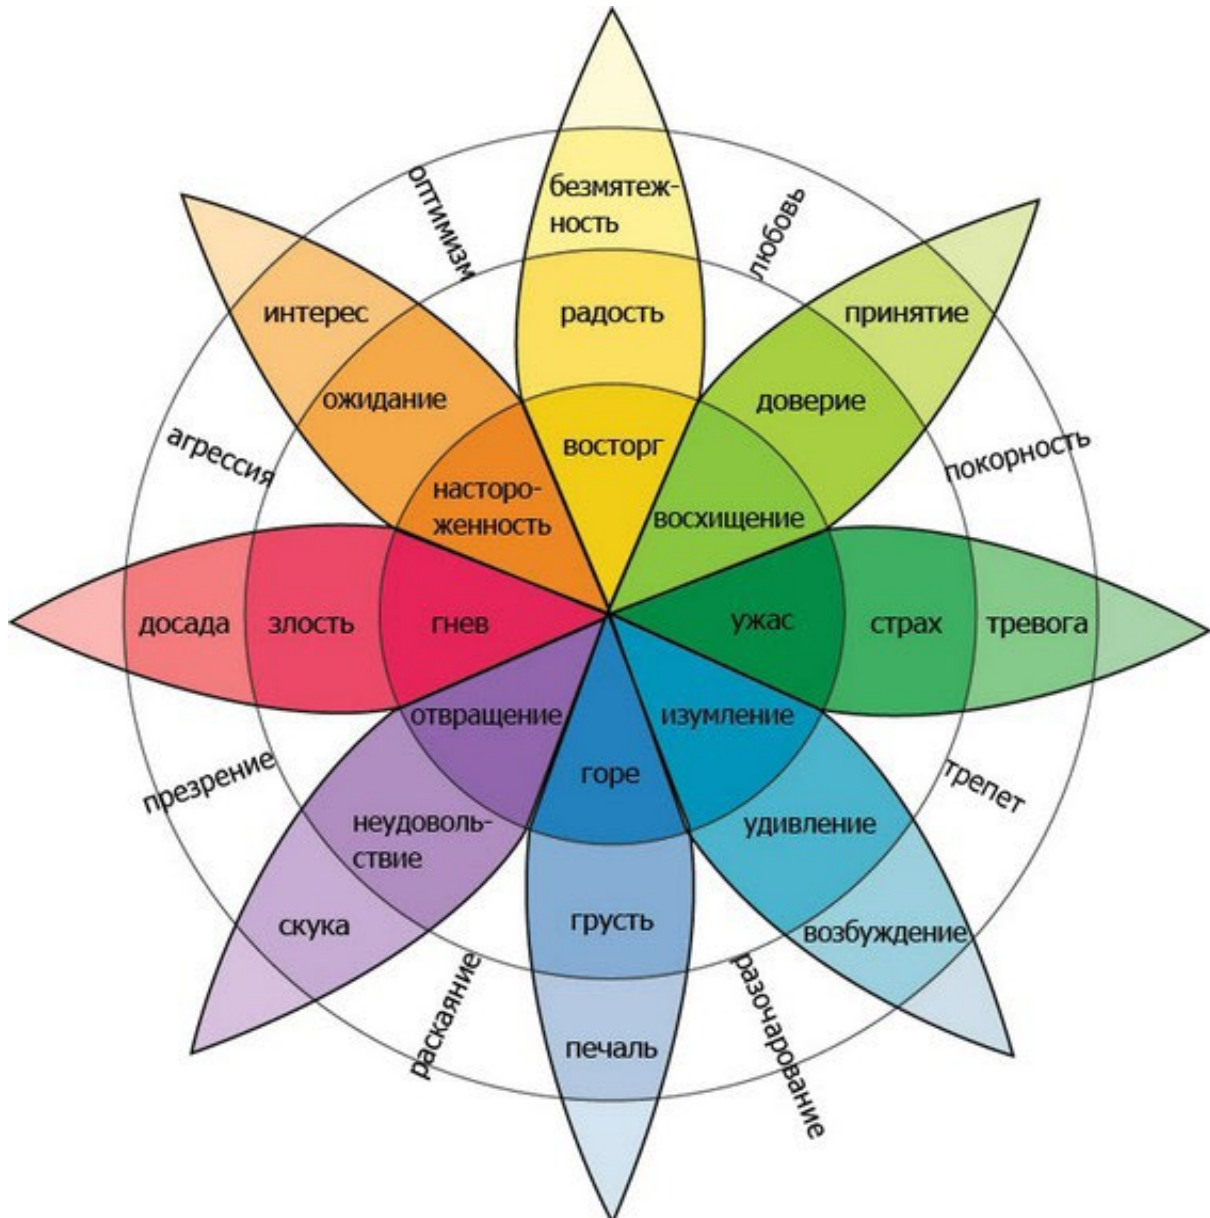 оптимизм
безмятеж-
ность
любовь
интерес
радость
принятие
ожидание
доверие
агрессия
восторг
покорность
насторо-
женность
восхищение
досада
злость
гнев
ужас
страх
тревога
отвращение
изумление
презрение
горе
трепет
неудоволь-
ствие
удивление
скука
грусть
возбуждение
раскаяние
печаль
разочарование